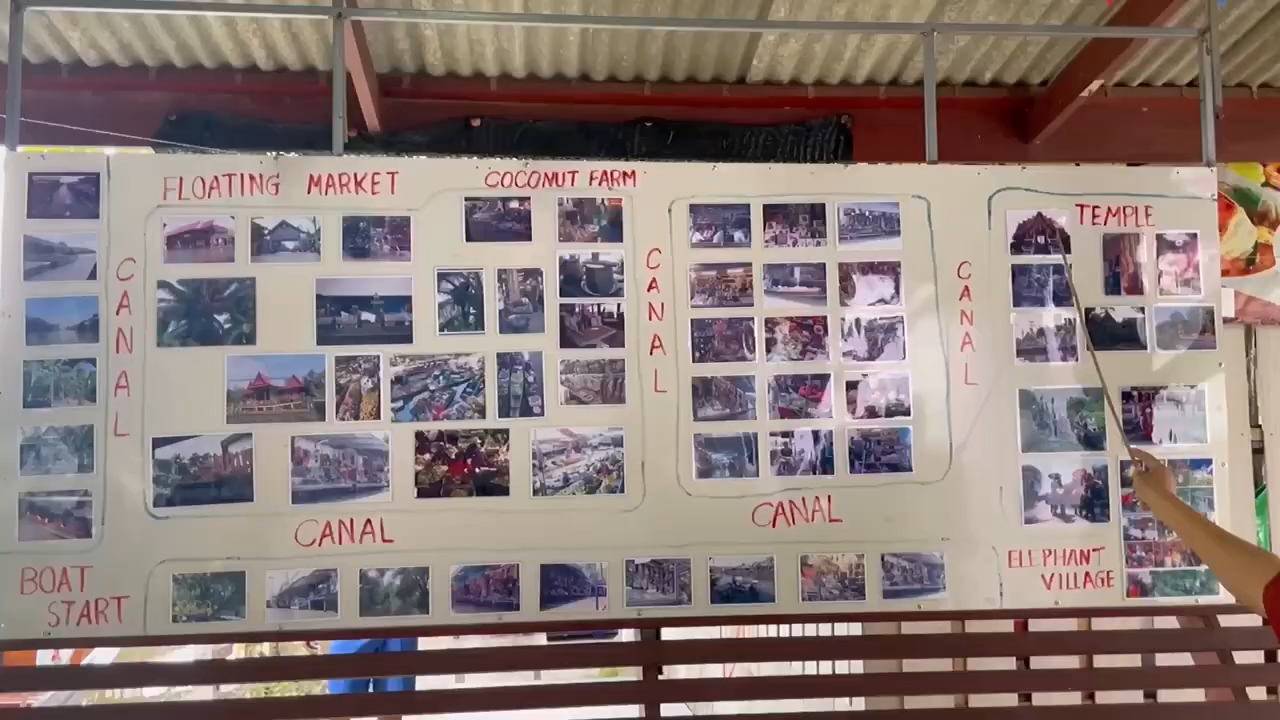 FLOATING MARKET
COCONUT FARM
TEMPLE
CANAL
CANAL
CANAL
CANAL
CANAL
BOAT
START
ELEPHANT
VILLAGE